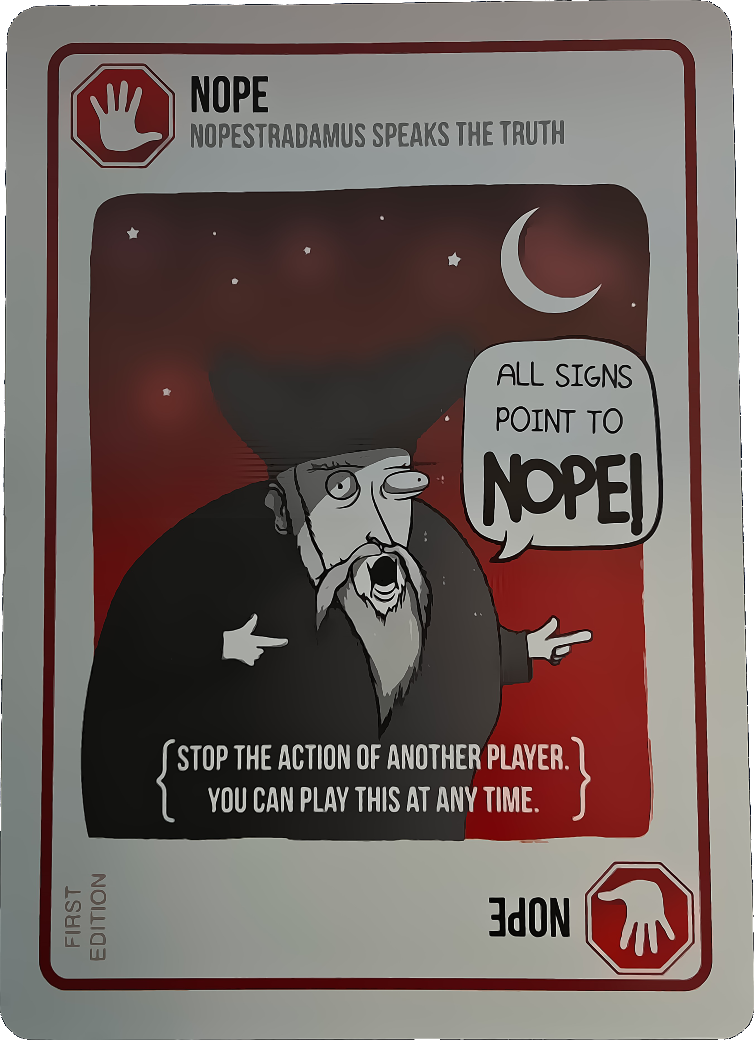 NOPE
NOPESTRADAMUS SPEAKS THE TRUTH
ALL SIGNS
POINT TO
NOPE!
STOP THE ACTION OF ANOTHER PLAYER.
YOU CAN PLAY THIS AT ANY TIME.
FIRST
EDITION
NOPE